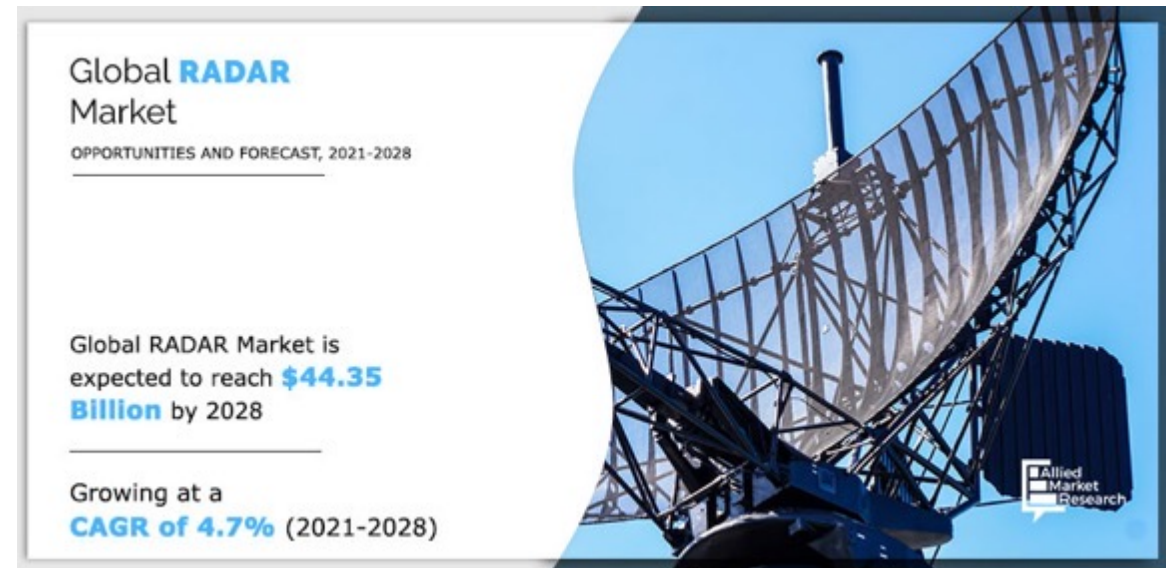 Global RADAR
Market
OPPORTUNITIES AND FORECAST, 2021-2028
Global RADAR Market is
expected to reach $44.35
Billion by 2028
Growing at a
CAGR of 4.7% (2021-2028)
Allied
Market
Research